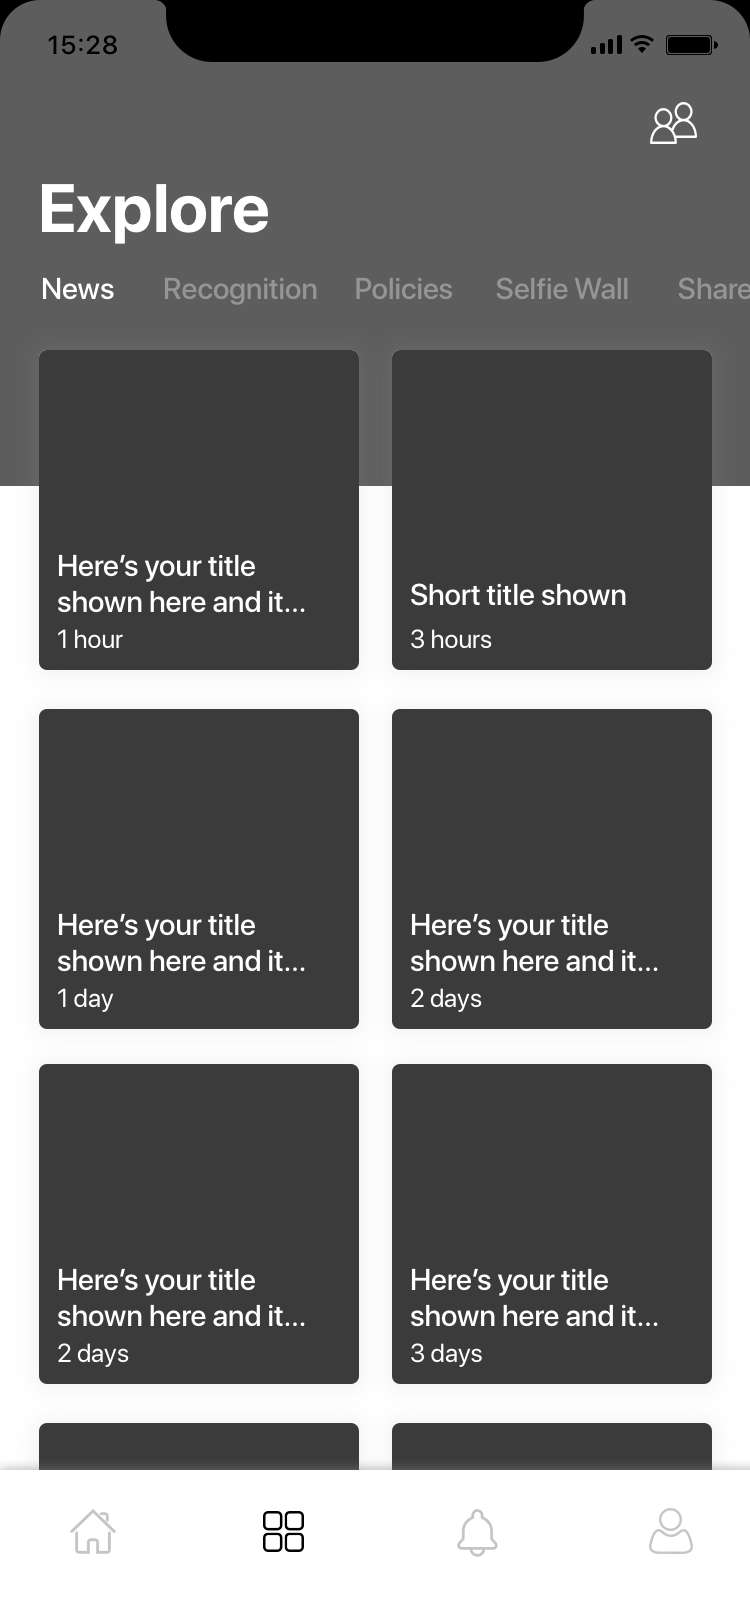 15:28
Explore
News Recognition Policies Selfie Wall Share
Here’s your title
shown here and it...
1 hour
Short title shown
3 hours
Here’s your title
shown here and it...
1 day
Here’s your title
shown here and it...
2 days
Here’s your title
shown here and it...
2 days
Here’s your title
shown here and it...
3 days